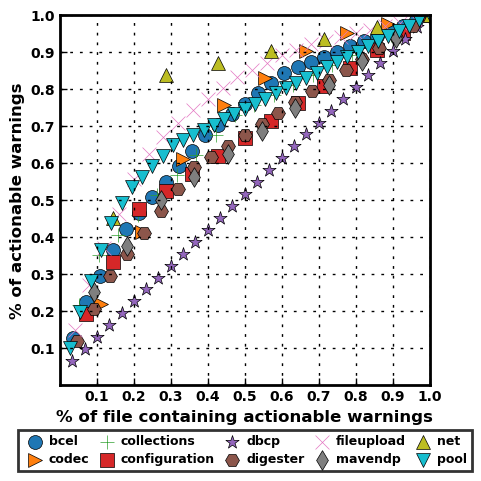 1.0
0.9
0.8
0.7
0.6
0.5
0.4
0.3
0.2
0.1
% of actionable warnings
0.1 0.2 0.3 0.4 0.5 0.6 0.7 0.8 0.9 1.0
% of file containing actionable warnings
bcel collections dbcp fileupload net
codec configuration digester mavendp pool